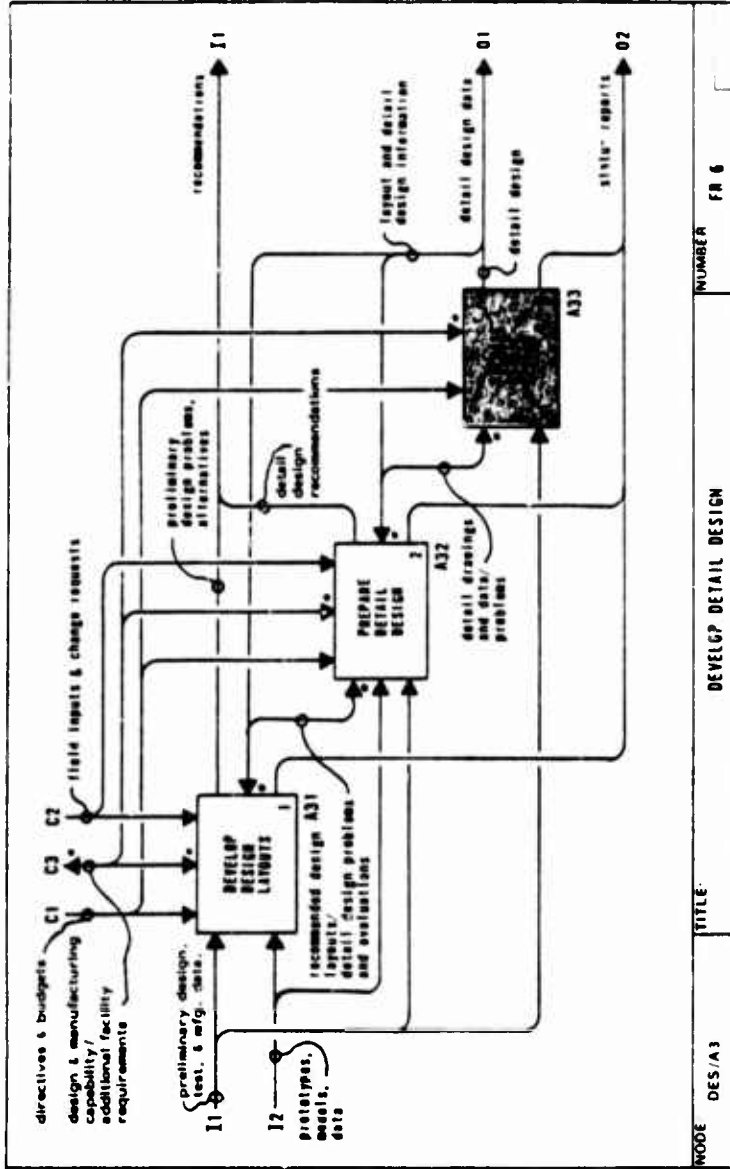 C1
C3
C2
directives & budgets
design & manufacturing
capability/
additional facility
requirements
field inputs & change requests
I1
preliminary design,
test, & mfg. data.
I2
prototypes,
models,
data
DEVELOP
DESIGN
LAYOUTS
1
A31
recommended design
layouts/
detail design problems
and evaluations
preliminary
design problems,
alternatives
detail
design
recommendations
PREPARE
DETAIL
DESIGN
2
A32
detail drawings
and data/
problems
A33
recommendations
I1
layout and detail
design information
detail design data
O1
detail design
reports
O2
NODE
DES/A3
TITLE:
DEVELOP DETAIL DESIGN
NUMBER
FR 6